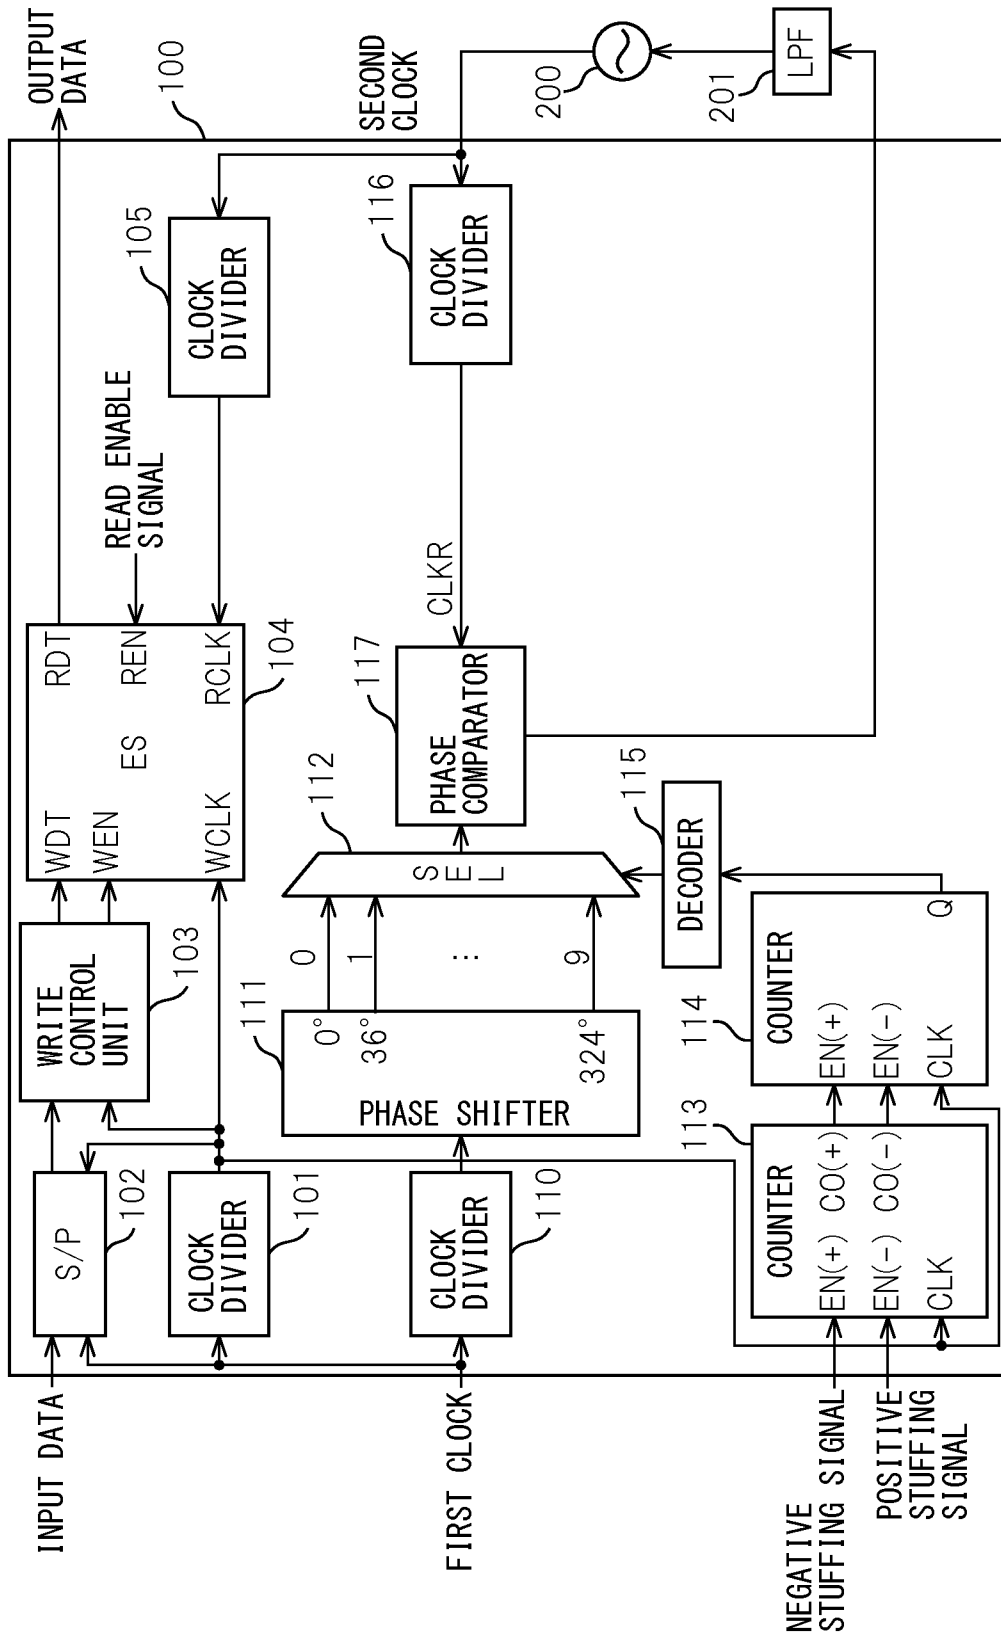 INPUT DATA
S/P
102
WRITE
CONTROL
UNIT
103
WDT
WEN
WCLK
ES
RDT
REN
RCLK
104
READ ENABLE
SIGNAL
OUTPUT
DATA
100
CLOCK
DIVIDER
101
CLOCK
DIVIDER
105
FIRST CLOCK
CLOCK
DIVIDER
110
PHASE SHIFTER
111
0°
36°
324°
0
1
...
9
SEL
112
PHASE
COMPARATOR
117
CLKR
CLOCK
DIVIDER
116
SECOND
CLOCK
200
LPF
201
NEGATIVE
STUFFING SIGNAL
POSITIVE
STUFFING
SIGNAL
COUNTER
EN(+) CO(+)
EN(-) CO(-)
CLK
113
COUNTER
EN(+)
EN(-)
CLK
Q
114
DECODER
115